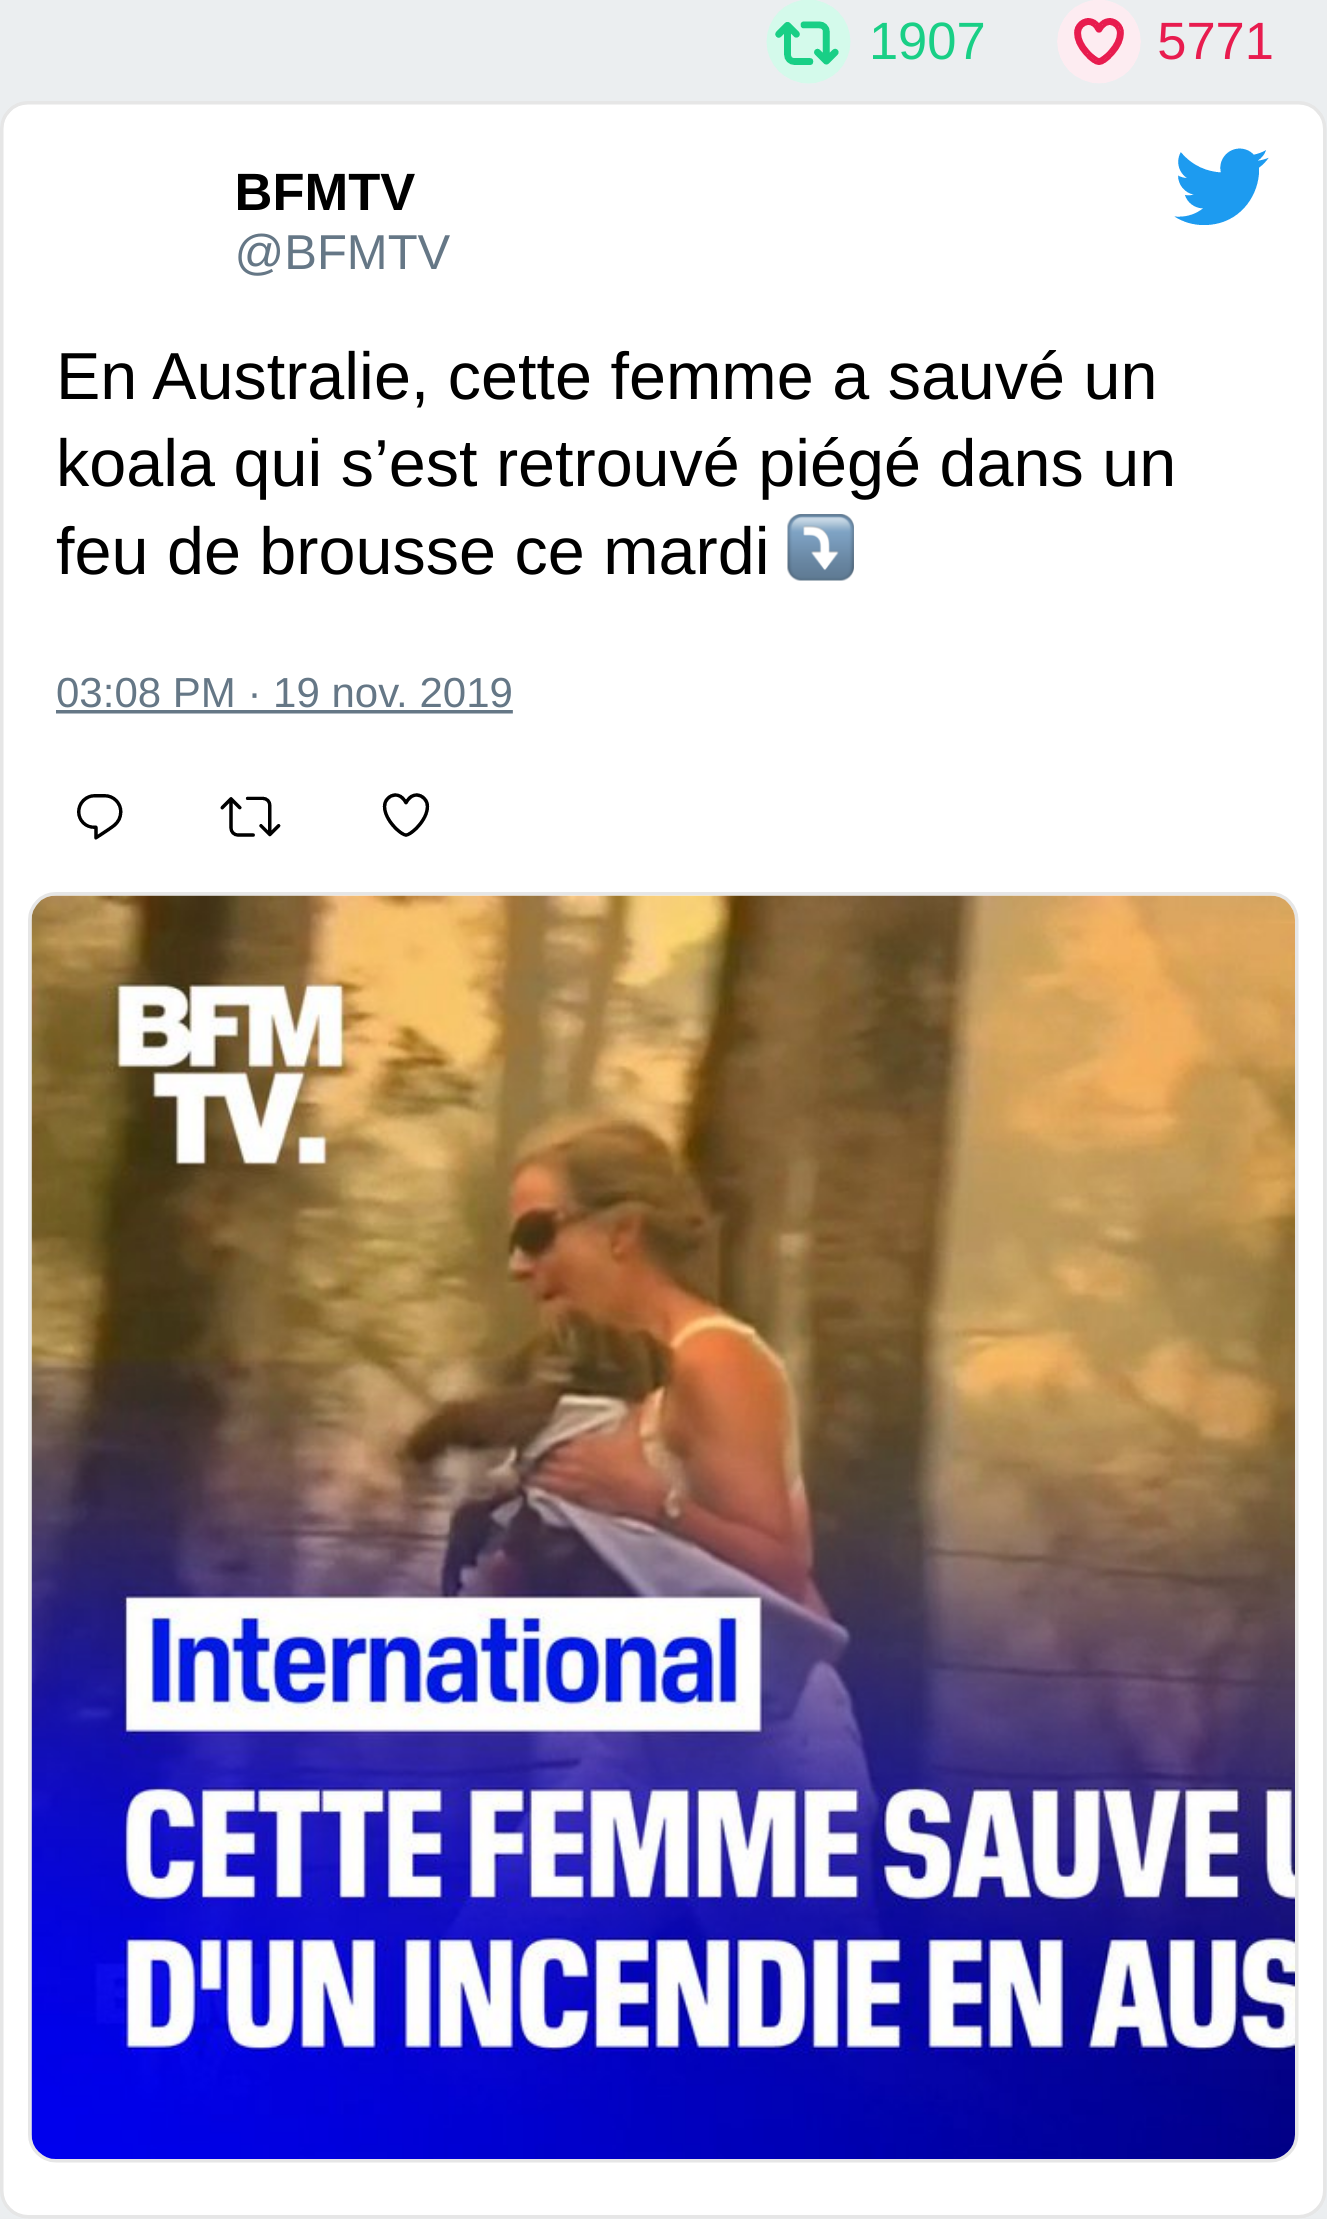 1907 5771
BFMTV
@BFMTV
En Australie, cette femme a sauvé un
koala qui s’est retrouvé piégé dans un
feu de brousse ce mardi ⤵️
03:08 PM · 19 nov. 2019
BFM
TV.
International
CETTE FEMME SAUVE
D'UN INCENDIE EN AUS